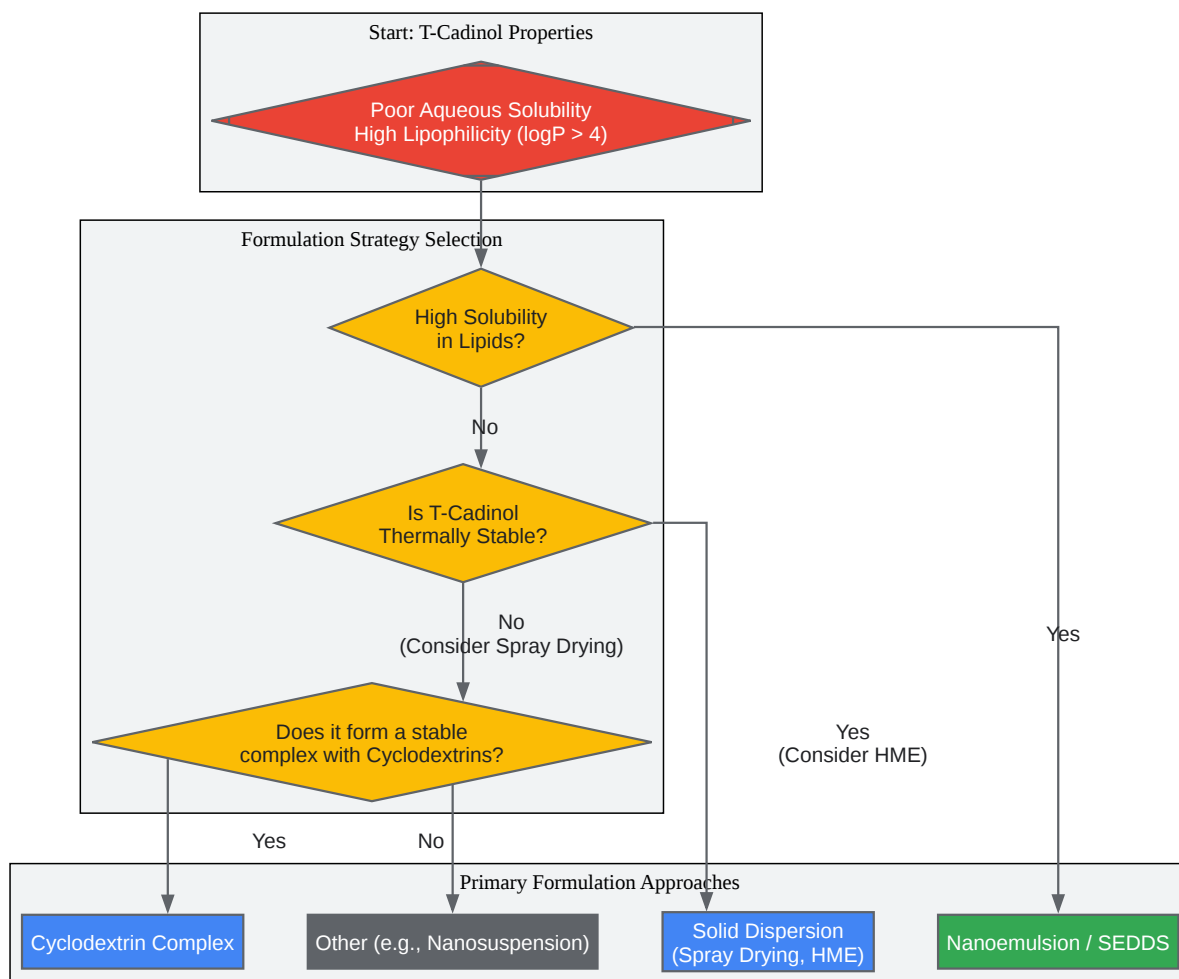 Start: T-Cadinol Properties
Poor Aqueous Solubility
High Lipophilicity (logP > 4)
Formulation Strategy Selection
High Solubility
in Lipids?
No
Is T-Cadinol
Thermally Stable?
No
(Consider Spray Drying)
Yes
Does it form a stable
complex with Cyclodextrins?
Yes
(Consider HME)
Yes
No
Primary Formulation Approaches
Cyclodextrin Complex
Other (e.g., Nanosuspension)
Solid Dispersion
(Spray Drying, HME)
Nanoemulsion / SEDDS